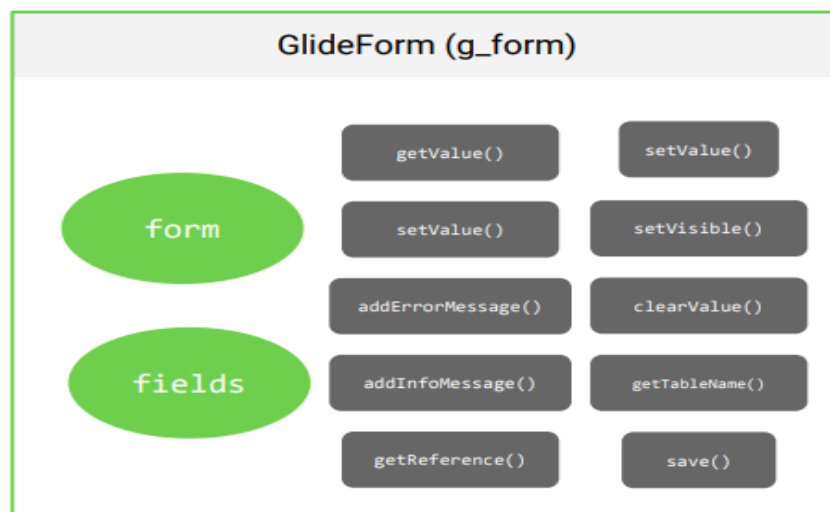 GlideForm (g_form)
getValue()
setValue()
form
setValue()
setVisible()
addErrorMessage()
clearValue()
fields
addInfoMessage()
getTableName()
getReference()
save()